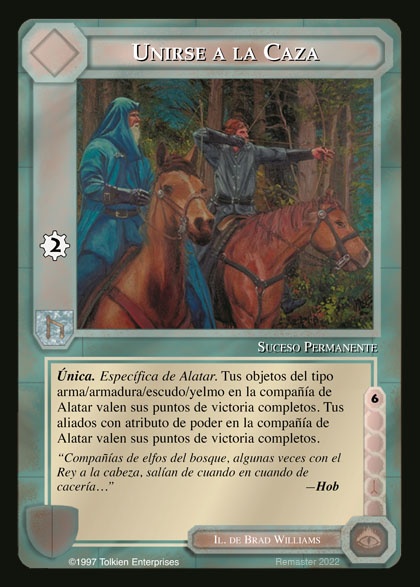 Unirse a la Caza
2
Suceso Permanente
Única. Específica de Alatar. Tus objetos del tipo
arma/armadura/escudo/yelmo en la compañía de
Alatar valen sus puntos de victoria completos. Tus
aliados con atributo de poder en la compañía de
Alatar valen sus puntos de victoria completos.
6
“Compañías de elfos del bosque, algunas veces con el
Rey a la cabeza, salían de cuando en cuando de
cacería…” —Hob
Il. de Brad Williams
©1997 Tolkien Enterprises Remaster 2022